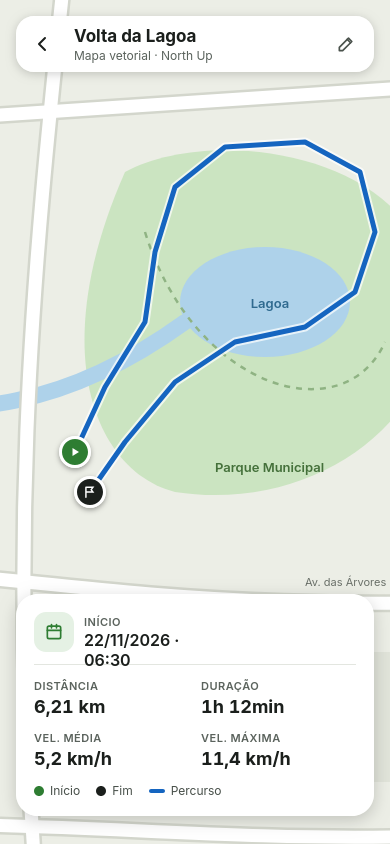 Volta da Lagoa
Mapa vetorial · North Up
Lagoa
Parque Municipal
Av. das Árvores
INÍCIO
22/11/2026 ·
06:30
DISTÂNCIA
6,21 km
DURAÇÃO
1h 12min
VEL. MÉDIA
5,2 km/h
VEL. MÁXIMA
11,4 km/h
Início
Fim
Percurso